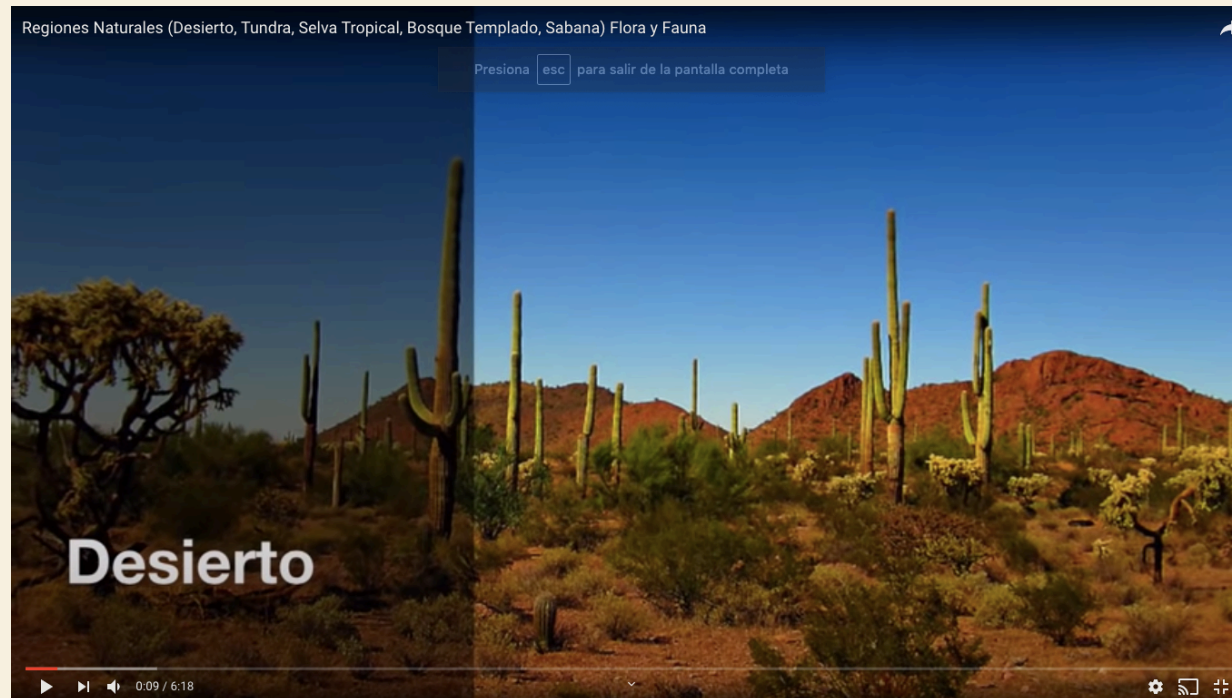 Regiones Naturales (Desierto, Tundra, Selva Tropical, Bosque Templado, Sabana) Flora y Fauna
Presiona esc para salir de la pantalla completa
Desierto
0:09 / 6:18